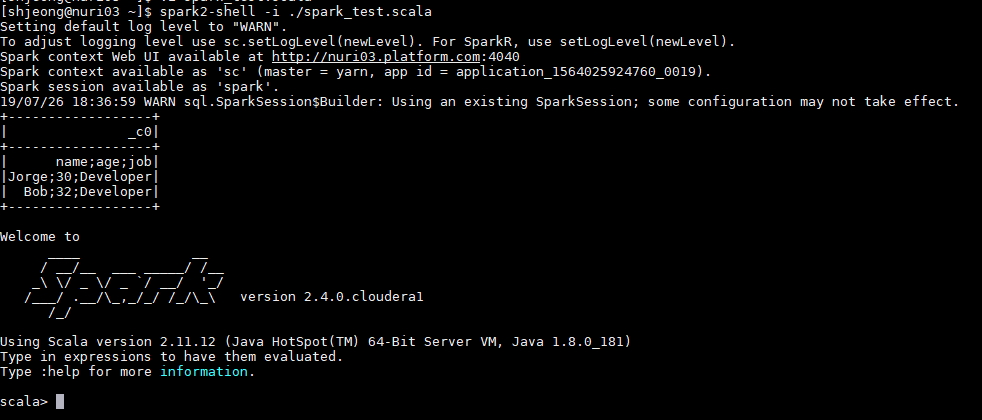 [shjeong@nuri03 ~]$ spark2-shell -i ./spark_test.scala
Setting default log level to "WARN".
To adjust logging level use sc.setLogLevel(newLevel). For SparkR, use setLogLevel(newLevel).
Spark context Web UI available at http://nuri03.platform.com:4040
Spark context available as 'sc' (master = yarn, app id = application_1564025924760_0019).
Spark session available as 'spark'.
19/07/26 18:36:59 WARN sql.SparkSession$Builder: Using an existing SparkSession; some configuration may not take effect.
+------------------+
|               _c0|
+------------------+
|      name;age;job|
|Jorge;30;Developer|
|  Bob;32;Developer|
+------------------+
Welcome to
      ____              __
     / __/__  ___ _____/ /__
    _\ \/ _ \/ _ `/ __/  '_/
   /___/ .__/\_,_/_/ /_/\_\   version 2.4.0.cloudera1
      /_/
Using Scala version 2.11.12 (Java HotSpot(TM) 64-Bit Server VM, Java 1.8.0_181)
Type in expressions to have them evaluated.
Type :help for more information.
scala>